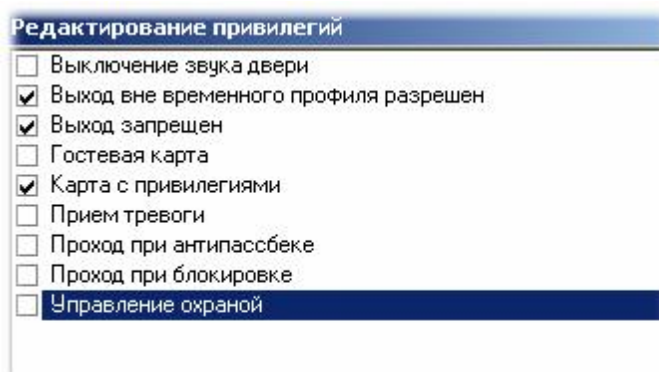 Редактирование привилегий
Выключение звука двери
Выход вне временного профиля разрешен
Выход запрещен
Гостевая карта
Карта с привилегиями
Прием тревоги
Проход при антипассбеке
Проход при блокировке
Управление охраной